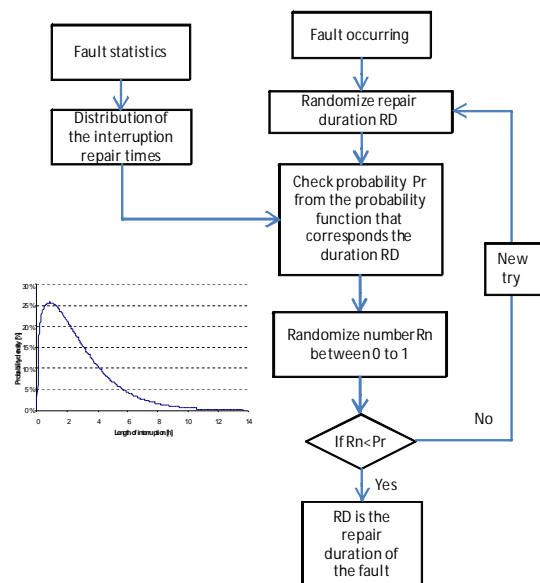 Fault statistics
Distribution of
the interruption
repair times
Fault occurring
Randomize repair
duration RD
Check probability Pr
from the probability
function that
corresponds the
duration RD
New
try
Randomize number Rn
between 0 to 1
If Rn<Pr
No
Yes
RD is the
repair
duration of
the fault
30%
25%
20%
15%
10%
5%
0%
Probability density [%]
0 2 4 6 8 10 12 14
Length of interruption [h]